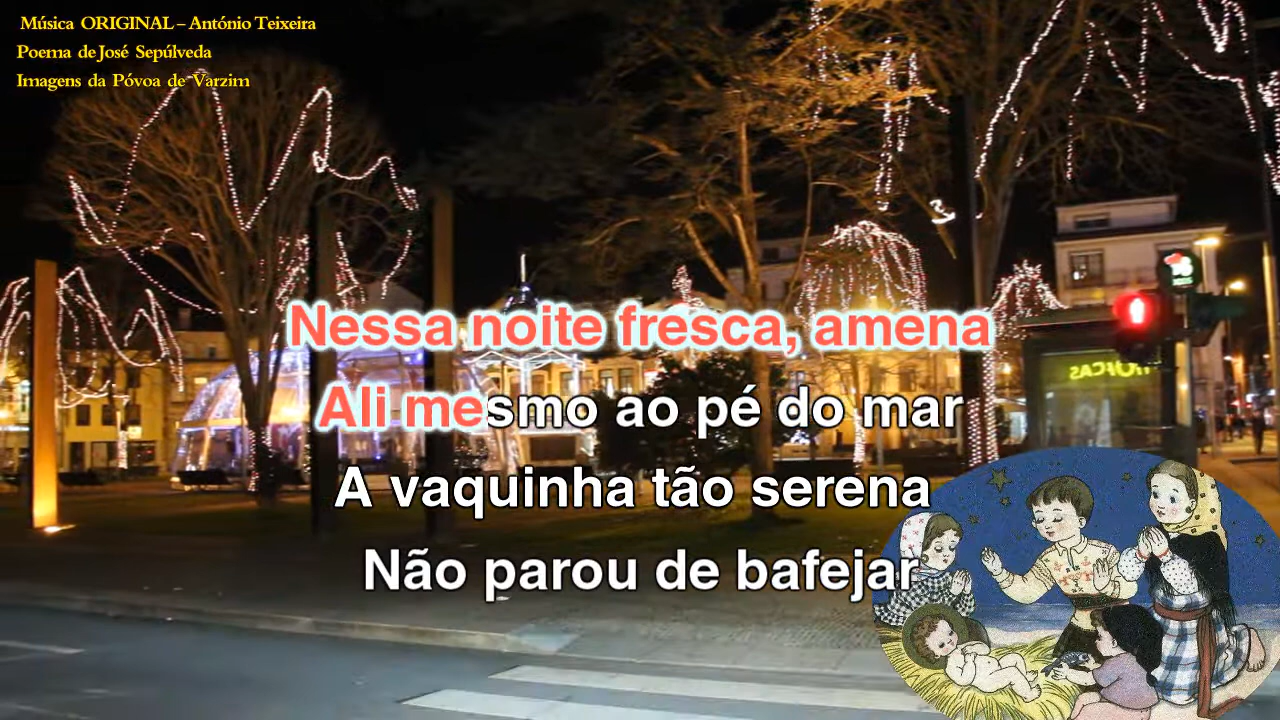 Música ORIGINAL – António Teixeira
Poema de José Sepúlveda
Imagens da Póvoa de Varzim
Nessa noite fresca, amena
Ali mesmo ao pé do mar
A vaquinha tão serena
Não parou de bafejar